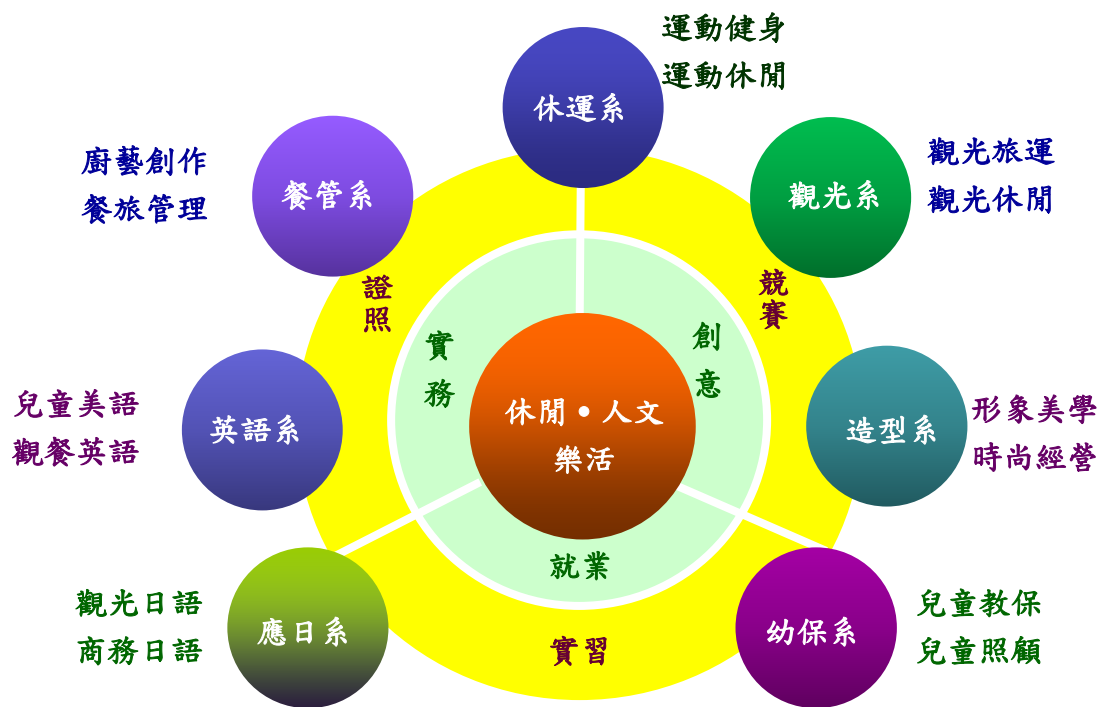 運動健身
運動休閒
休運系
廚藝創作
餐旅管理
餐管系
觀光系
觀光旅運
觀光休閒
證照
競賽
實務
創意
兒童美語
觀餐英語
英語系
休閒•人文
樂活
造型系
形象美學
時尚經營
就業
觀光日語
商務日語
應日系
實習
幼保系
兒童教保
兒童照顧